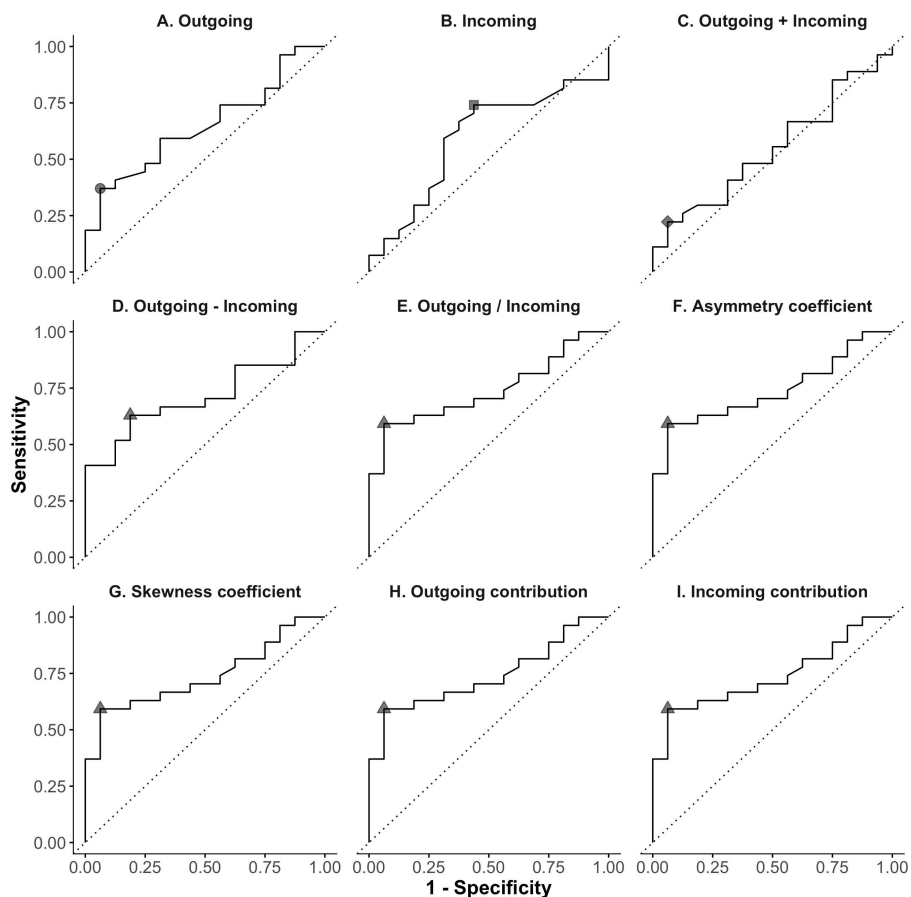 A. Outgoing
B. Incoming
C. Outgoing + Incoming
1.00
0.75
0.50
0.25
0.00
D. Outgoing - Incoming
E. Outgoing / Incoming
F. Asymmetry coefficient
Sensitivity
1.00
0.75
0.50
0.25
0.00
G. Skewness coefficient
H. Outgoing contribution
I. Incoming contribution
1.00
0.75
0.50
0.25
0.00
0.00 0.25 0.50 0.75 1.00
0.00 0.25 0.50 0.75 1.00
0.00 0.25 0.50 0.75 1.00
1 - Specificity